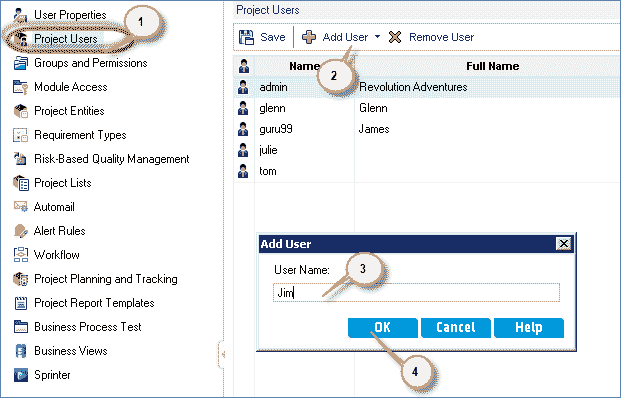 User Properties
Project Users
Groups and Permissions
Module Access
Project Entities
Requirement Types
Risk-Based Quality Management
Project Lists
Automail
Alert Rules
Workflow
Project Planning and Tracking
Project Report Templates
Business Process Test
Business Views
Sprinter
1
Project Users
Save Add User Remove User
2
Name Full Name
admin Revolution Adventures
glenn Glenn
guru99 James
julie
tom
Add User
User Name:
3
Jim
OK Cancel Help
4